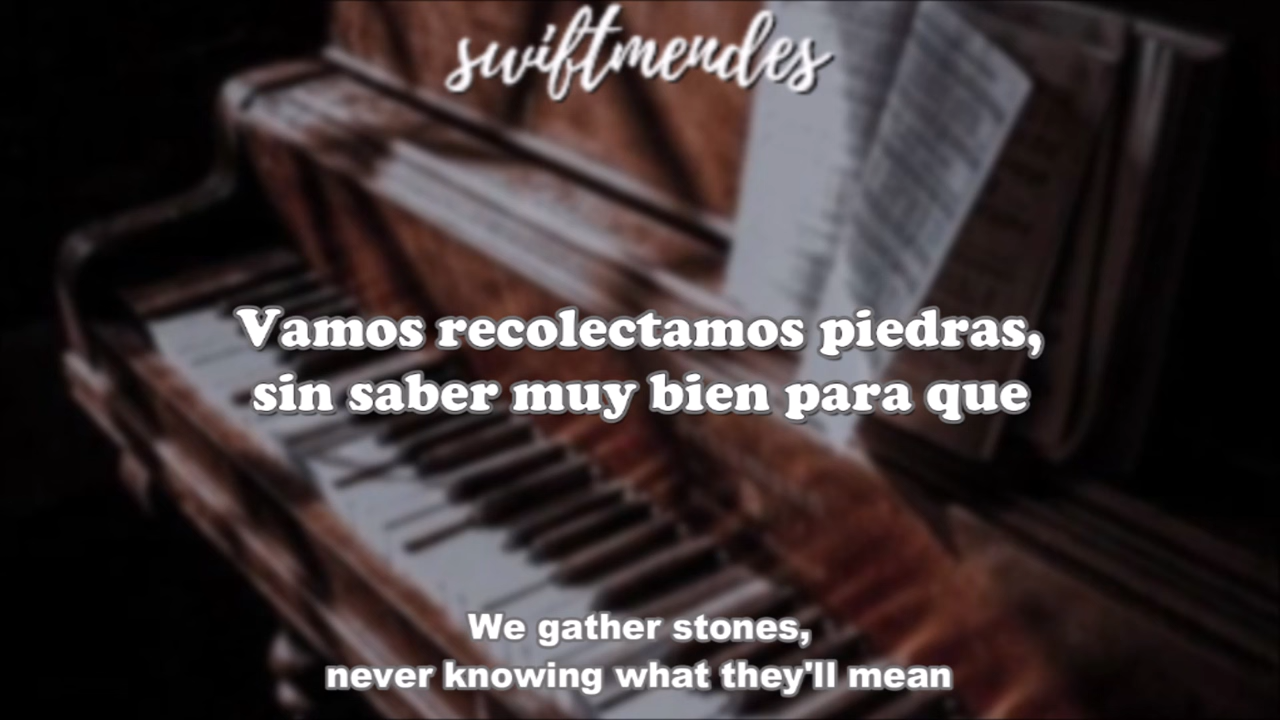 swiftmendes
Vamos recolectamos piedras,
sin saber muy bien para que
We gather stones,
never knowing what they'll mean